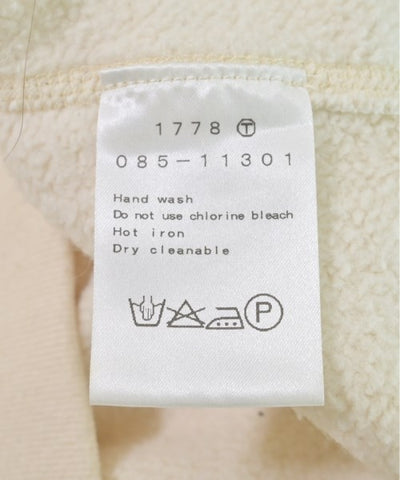 1778 Ⓣ
085-11301
Hand wash
Do not use chlorine bleach
Hot iron
Dry cleanable
P